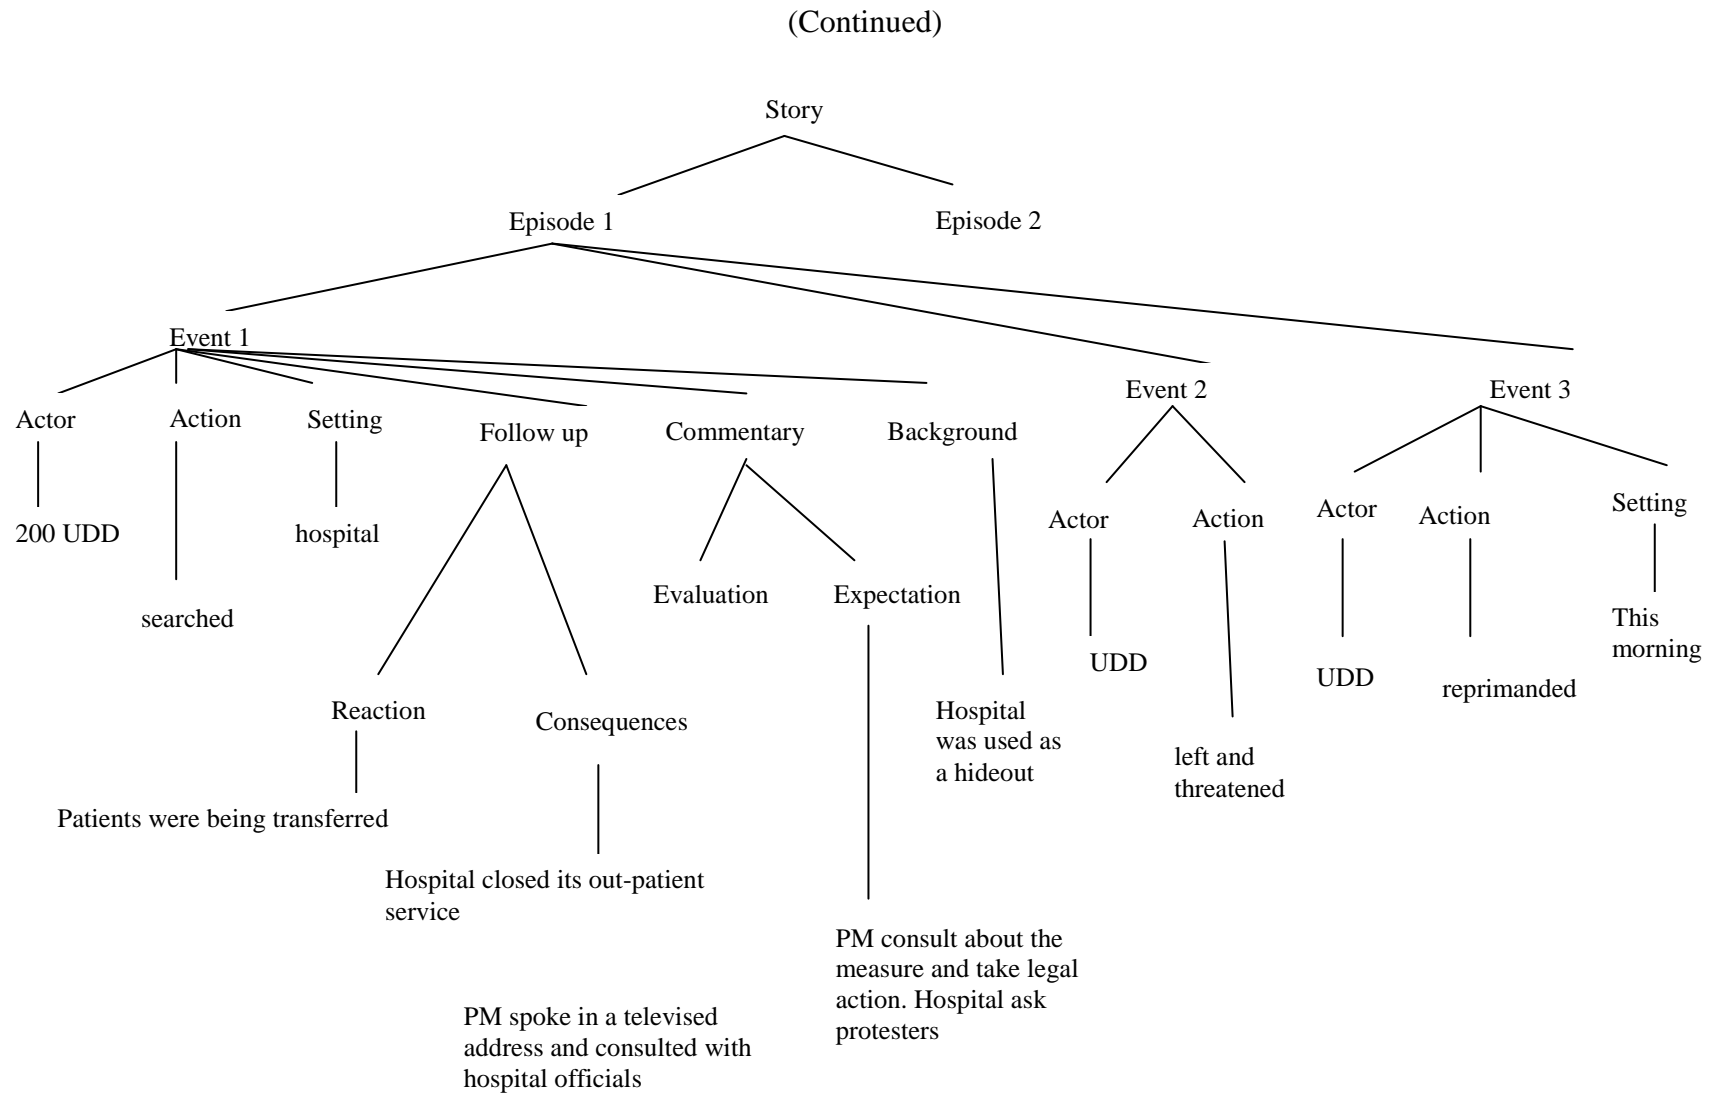 (Continued)
Story
Episode 1
Episode 2
Event 1
Event 2
Event 3
Actor
Action
Setting
Follow up
Commentary
Background
Actor
Action
Actor
Action
Setting
200 UDD
searched
hospital
Evaluation
Expectation
UDD
UDD
reprimanded
This
morning
Reaction
Consequences
Hospital
was used as
a hideout
left and
threatened
Patients were being transferred
Hospital closed its out-patient
service
PM spoke in a televised
address and consulted with
hospital officials
PM consult about the
measure and take legal
action. Hospital ask
protesters